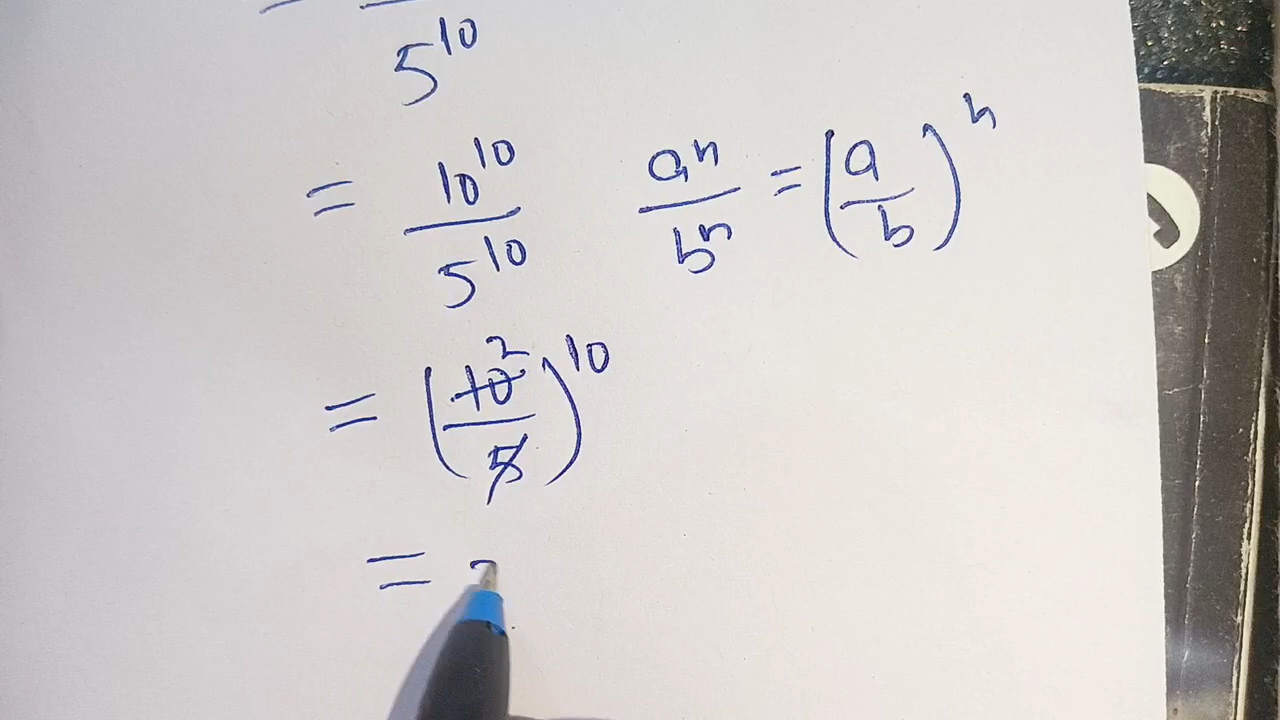 = 5^10
= 10^10/5^10 a^n/b^n = (a/b)^n
= (10^2/5)^10
=